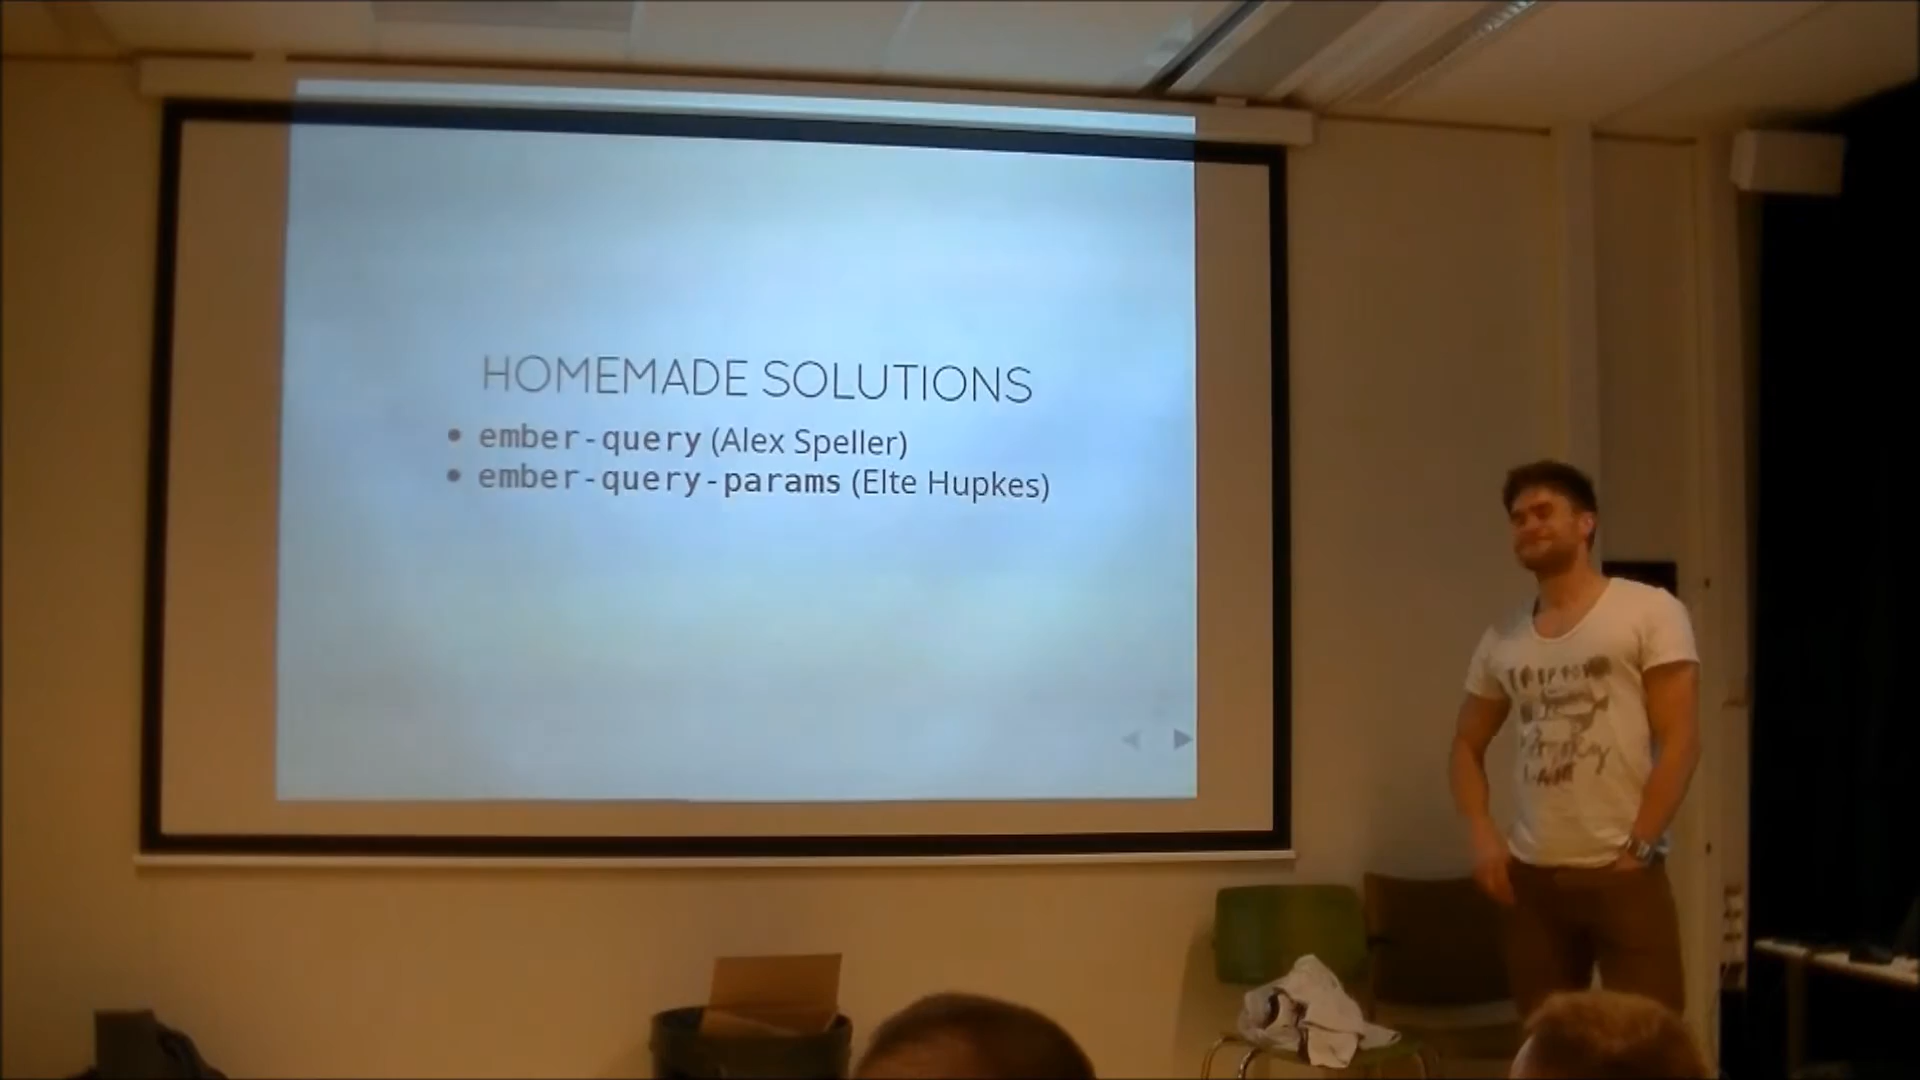 HOMEMADE SOLUTIONS
• ember-query (Alex Speller)
• ember-query-params (Elte Hupkes)